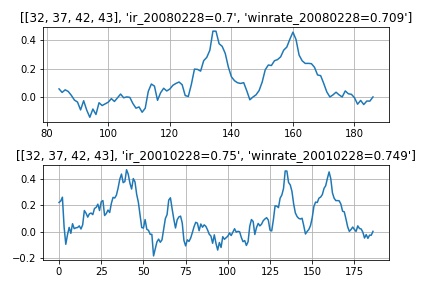 [[32, 37, 42, 43], 'ir_20080228=0.7', 'winrate_20080228=0.709']
0.4
0.2
0.0
80 100 120 140 160 180
[[32, 37, 42, 43], 'ir_20010228=0.75', 'winrate_20010228=0.749']
0.4
0.2
0.0
−0.2
0 25 50 75 100 125 150 175